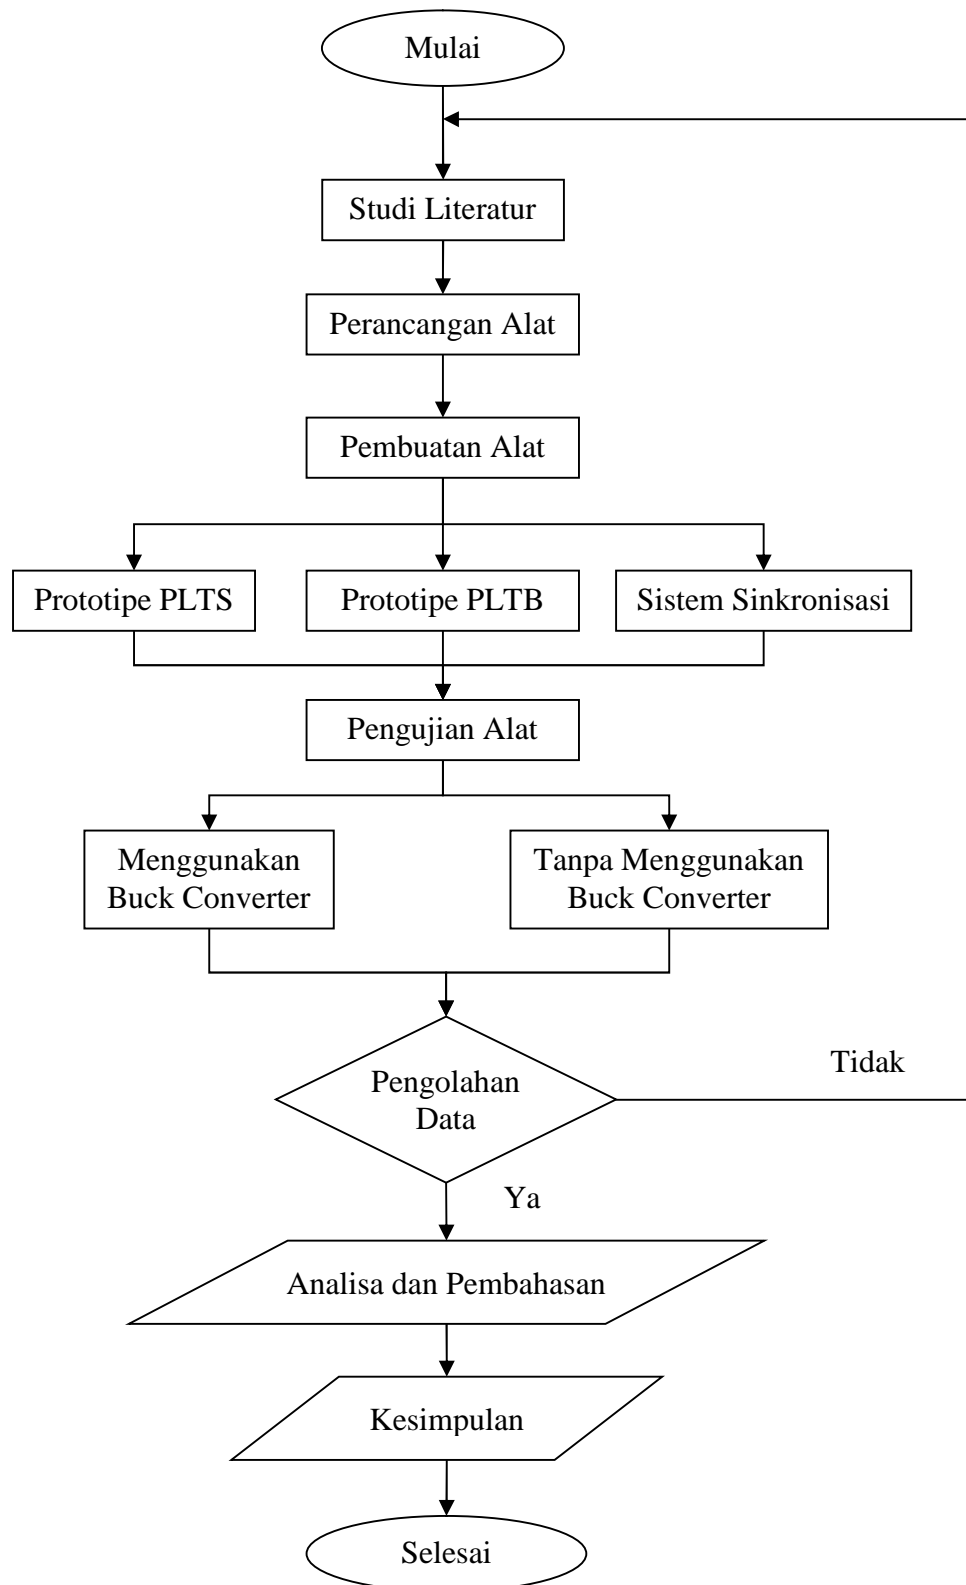 Mulai
Studi Literatur
Perancangan Alat
Pembuatan Alat
Prototipe PLTS
Prototipe PLTB
Sistem Sinkronisasi
Pengujian Alat
Menggunakan
Buck Converter
Tanpa Menggunakan
Buck Converter
Pengolahan
Data
Tidak
Ya
Analisa dan Pembahasan
Kesimpulan
Selesai